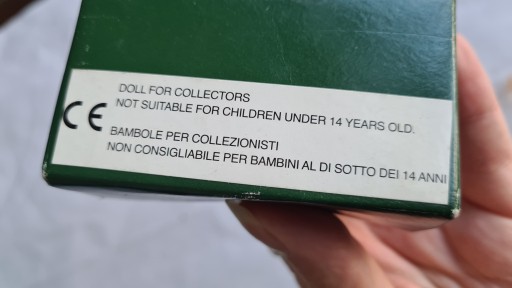 DOLL FOR COLLECTORS
NOT SUITABLE FOR CHILDREN UNDER 14 YEARS OLD.
CE
BAMBOLE PER COLLEZIONISTI
NON CONSIGLIABILE PER BAMBINI AL DI SOTTO DEI 14 ANNI